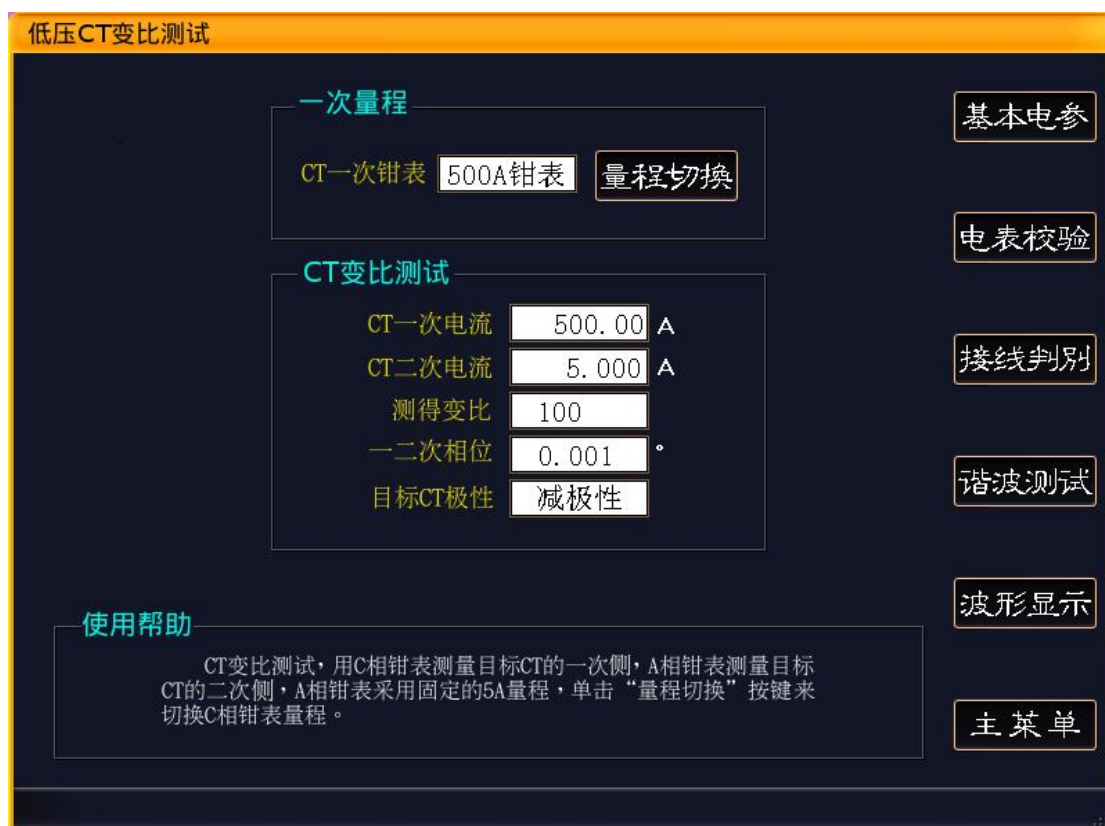 低压CT变比测试
一次量程
CT一次钳表 500A钳表 量程切换
CT变比测试
CT一次电流 500.00 A
CT二次电流 5.000 A
测得变比 100
一二次相位 0.001 °
目标CT极性 减极性
使用帮助
CT变比测试，用C相钳表测量目标CT的一次侧，A相钳表测量目标
CT的二次侧，A相钳表采用固定的5A量程，单击“量程切换”按键来
切换C相钳表量程。
基本电参
电表校验
接线判别
谐波测试
波形显示
主菜单